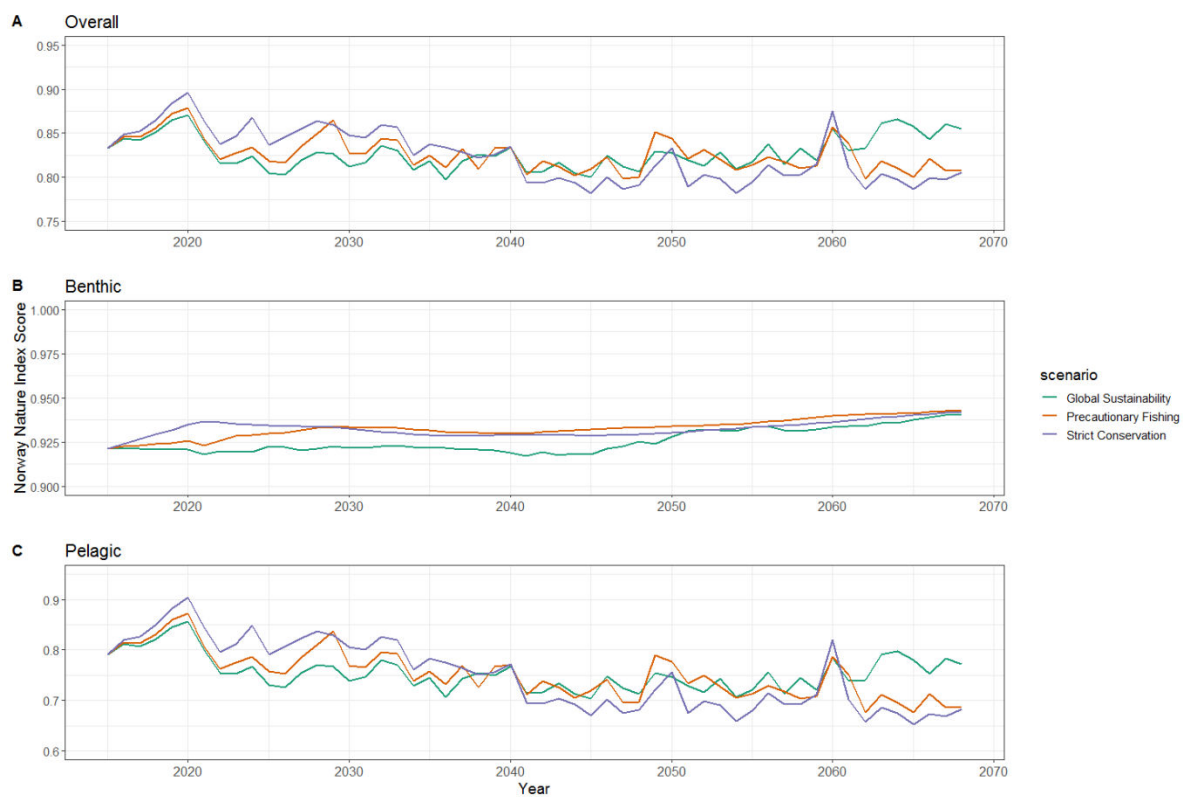 A Overall
0.95
0.90
0.85
0.80
0.75
2020 2030 2040 2050 2060 2070
B Benthic
Norway Nature Index Score
1.000
0.975
0.950
0.925
0.900
2020 2030 2040 2050 2060 2070
scenario
Global Sustainability
Precautionary Fishing
Strict Conservation
C Pelagic
0.9
0.8
0.7
0.6
2020 2030 2040 2050 2060 2070
Year